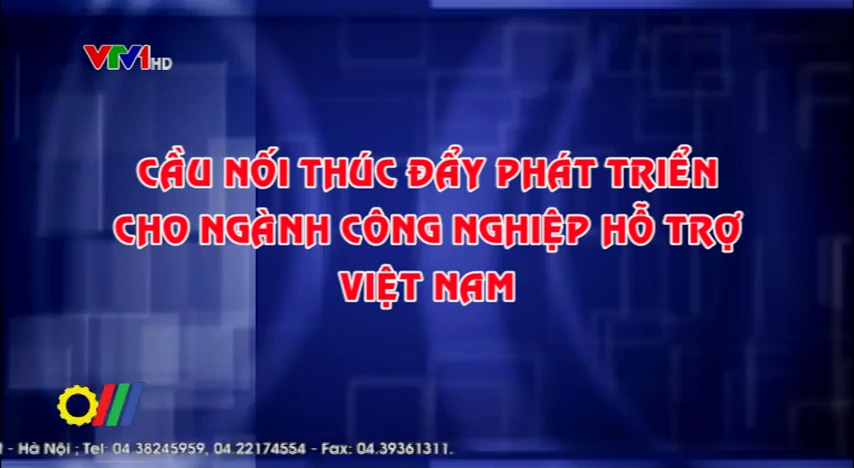 VTV1 HD
CẦU NỐI THÚC ĐẨY PHÁT TRIỂN
CHO NGÀNH CÔNG NGHIỆP HỖ TRỢ
VIỆT NAM
- Hà Nội ; Tel: 04.38245959, 04.22174554 - Fax: 04.39361311.